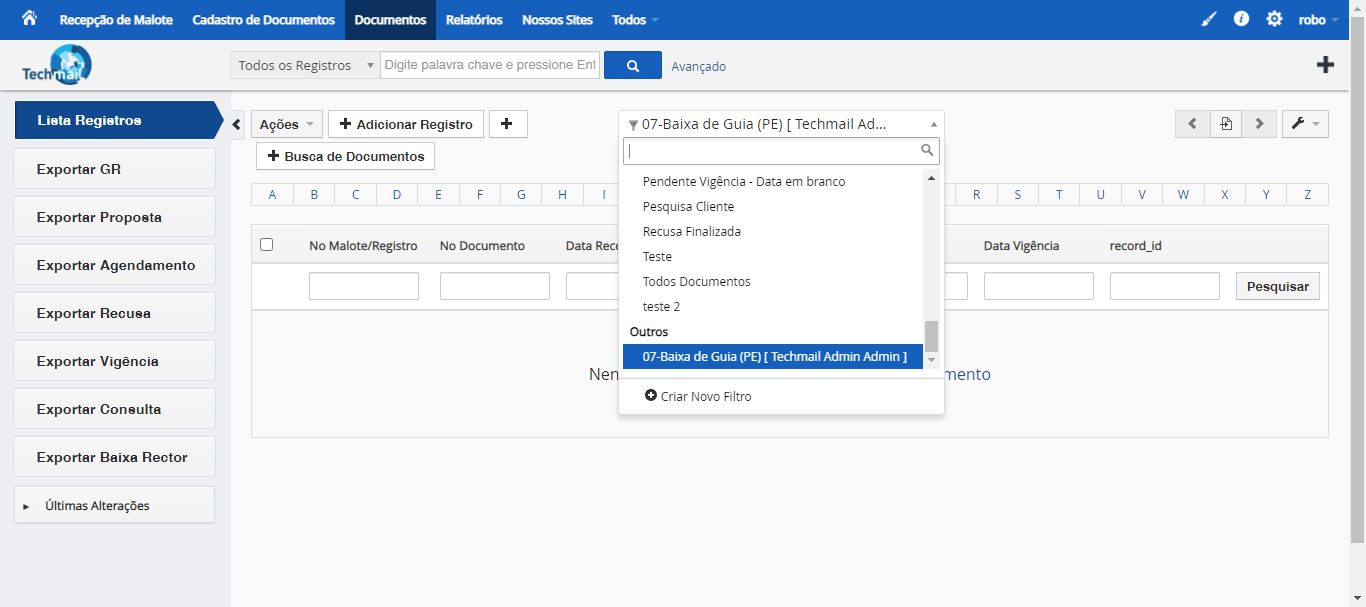 Recepção de Malote Cadastro de Documentos Documentos Relatórios Nossos Sites Todos robo
Techmail Todos os Registros Digite palavra chave e pressione Ent Avançado
Lista Registros
Exportar GR
Exportar Proposta
Exportar Agendamento
Exportar Recusa
Exportar Vigência
Exportar Consulta
Exportar Baixa Rector
Últimas Alterações
Ações Adicionar Registro 07-Baixa de Guia (PE) [ Techmail Ad...
Busca de Documentos
A B C D E F G H I R S T U V W X Y Z
No Malote/Registro No Documento Data Rece Data Vigência record_id
Pesquisar
Nen mento
Pendente Vigência - Data em branco
Pesquisa Cliente
Recusa Finalizada
Teste
Todos Documentos
teste 2
Outros
07-Baixa de Guia (PE) [ Techmail Admin Admin ]
Criar Novo Filtro